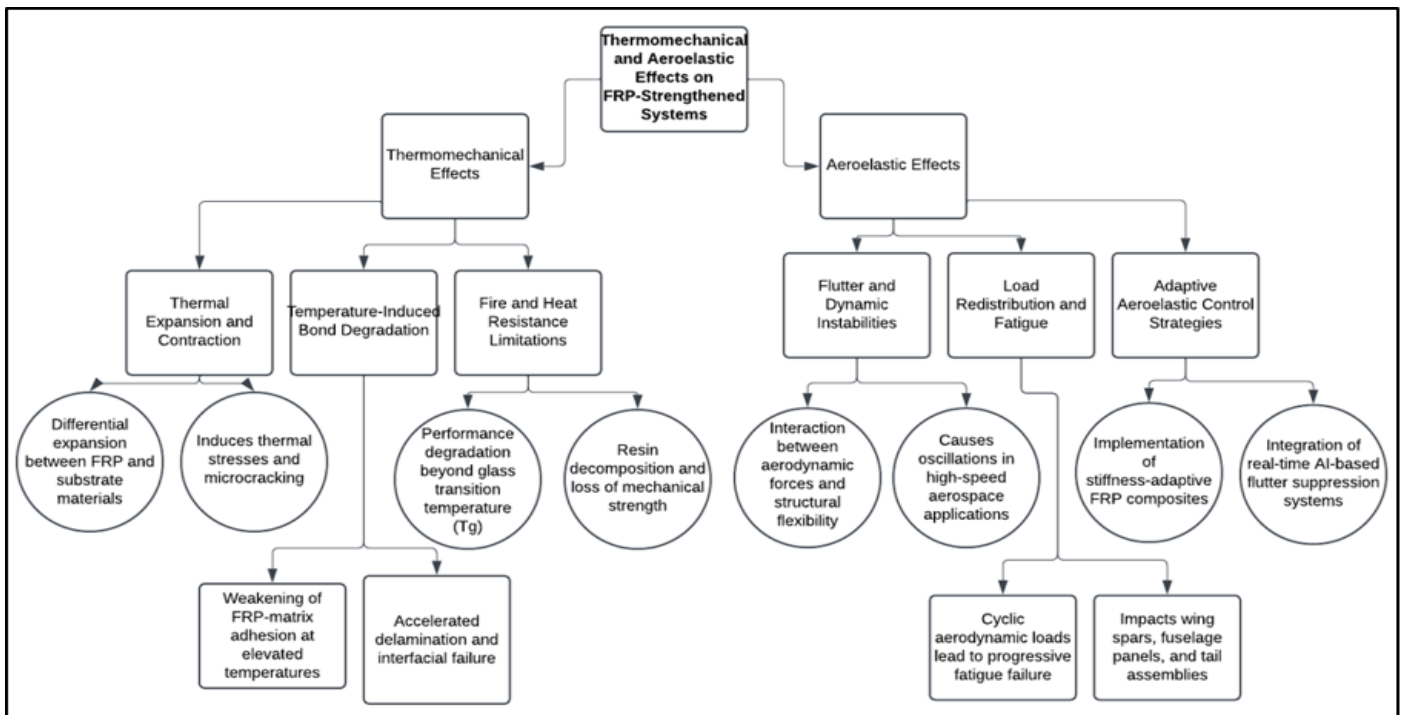 Thermomechanical
and Aeroelastic
Effects on
FRP-Strengthened
Systems
Thermomechanical
Effects
Aeroelastic Effects
Thermal
Expansion and
Contraction
Temperature-Induced
Bond Degradation
Fire and Heat
Resistance
Limitations
Flutter and
Dynamic
Instabilities
Load
Redistribution and
Fatigue
Adaptive
Aeroelastic Control
Strategies
Differential
expansion
between FRP and
substrate
materials
Induces thermal
stresses and
microcracking
Performance
degradation
beyond glass
transition
temperature
(Tg)
Resin
decomposition and
loss of mechanical
strength
Interaction
between
aerodynamic
forces and
structural
flexibility
Causes
oscillations in
high-speed
aerospace
applications
Implementation
of
stiffness-adaptive
FRP composites
Integration of
real-time AI-based
flutter suppression
systems
Weakening of
FRP-matrix
adhesion at
elevated
temperatures
Accelerated
delamination and
interfacial failure
Cyclic
aerodynamic loads
lead to progressive
fatigue failure
Impacts wing
spars, fuselage
panels, and tail
assemblies